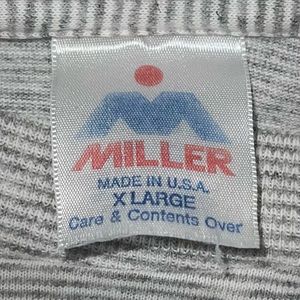 MILLER
MADE IN U.S.A.
X LARGE
Care & Contents Over